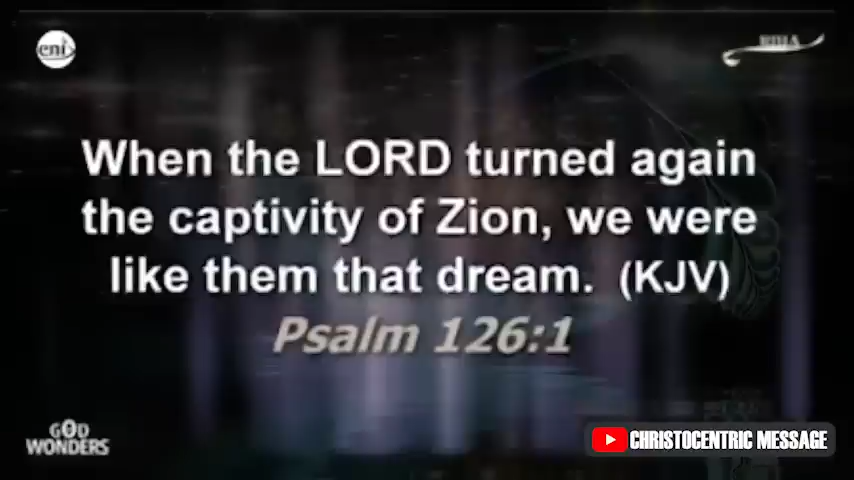 eni
When the LORD turned again
the captivity of Zion, we were
like them that dream. (KJV)
Psalm 126:1
GOD
WONDERS
CHRISTOCENTRIC MESSAGE